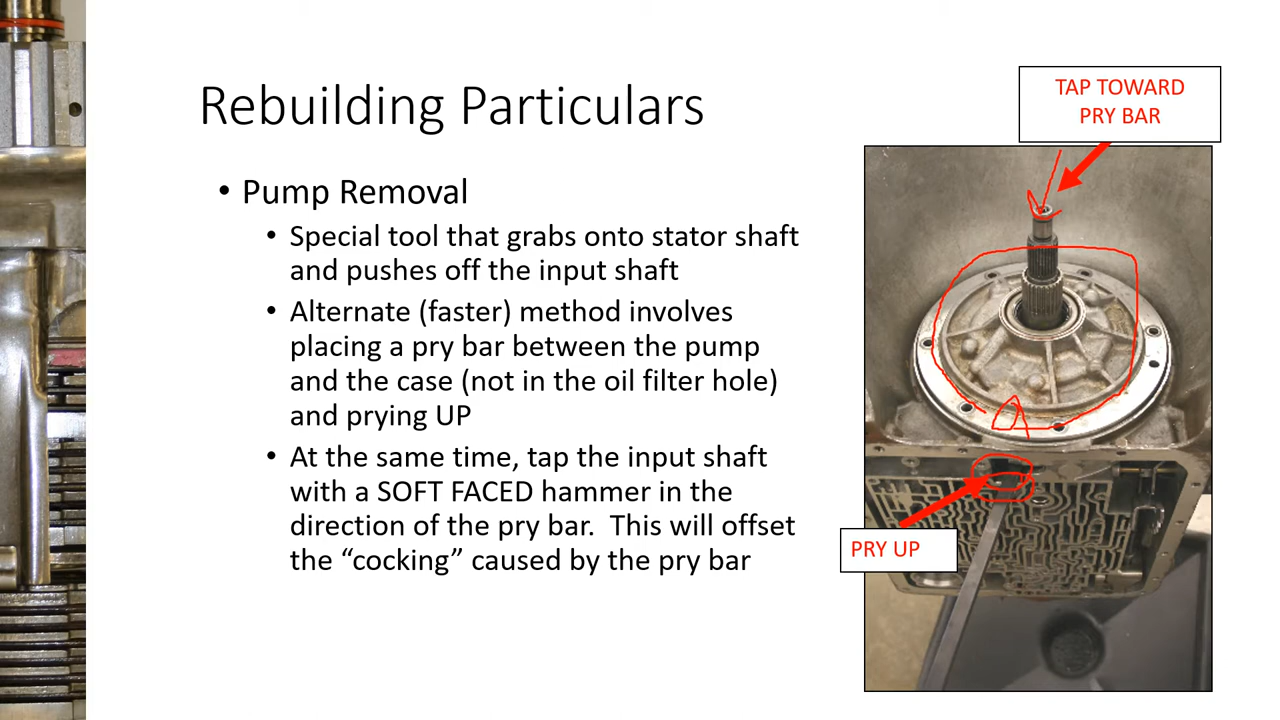 Rebuilding Particulars
• Pump Removal
• Special tool that grabs onto stator shaft
and pushes off the input shaft
• Alternate (faster) method involves
placing a pry bar between the pump
and the case (not in the oil filter hole)
and prying UP
• At the same time, tap the input shaft
with a SOFT FACED hammer in the
direction of the pry bar.  This will offset
the “cocking” caused by the pry bar
TAP TOWARD
PRY BAR
PRY UP